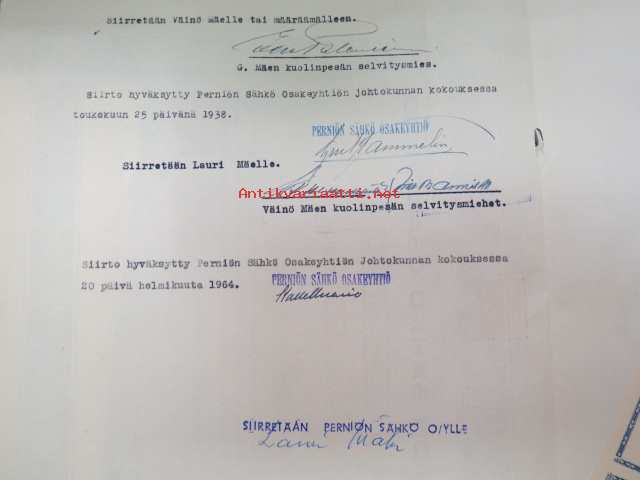 Siirretään Väinö mäelle tai määräämälleen.
G. Mäen kuolinpesän selvitysmies.
Siirto hyväksytty Perniön Sähkö Osakeyhtiön johtokunnan kokouksessa
toukokuun 25 päivänä 1938.
PERNIÖN SÄHKÖ OSAKEYHTIÖ
Siirretään Lauri Mäelle.
Antikvariaatti.net
Väinö Mäen kuolinpesän selvitysmiehet.
Siirto hyväksytty Perniön Sähkö Osakeyhtiön Johtokunnan kokouksessa
20 päivä helmikuuta 1964.
PERNIÖN SÄHKÖ OSAKEYHTIÖ
SIIRRETÄÄN PERNIÖN SÄHKÖ O/YLLE
Lauri Mäki